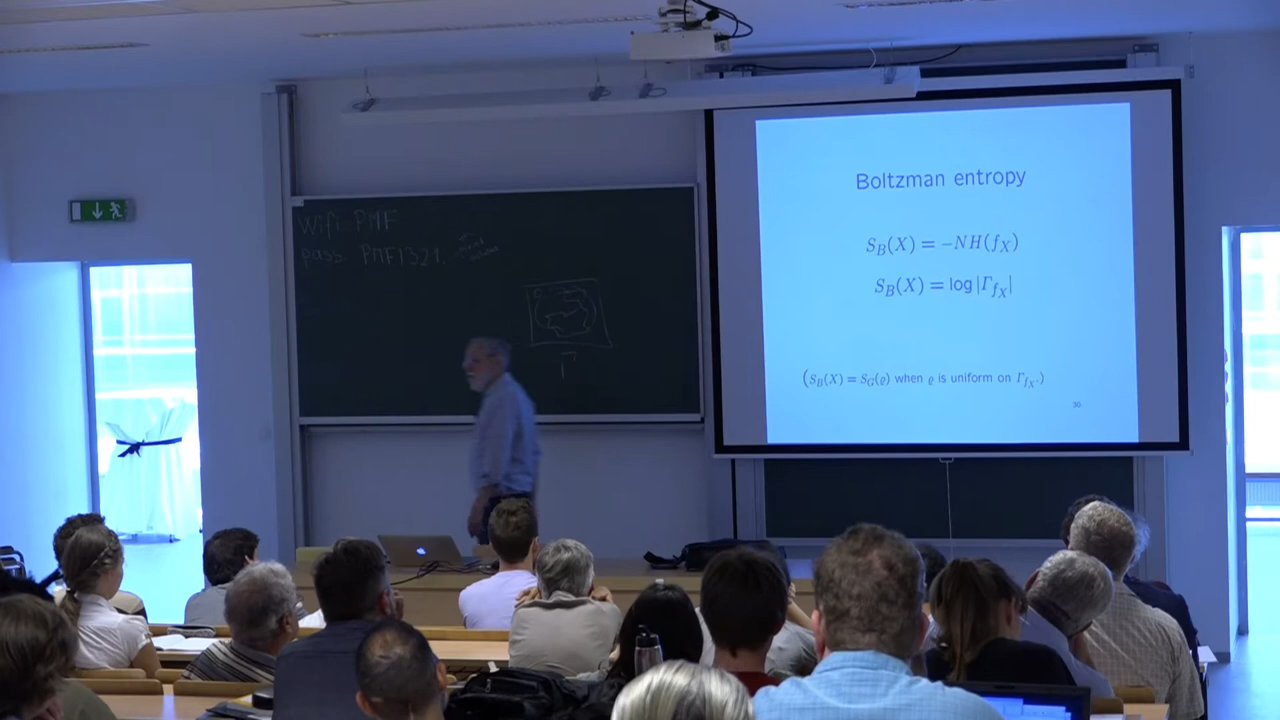 Wifi PMF
pass. PMF1321.
Γ
Boltzman entropy
S_B(X) = −NH(f_X)
S_B(X) = log|Γ_{f_X}|
(S_B(X) = S_G(ϱ) when ϱ is uniform on Γ_{f_X}.)
30